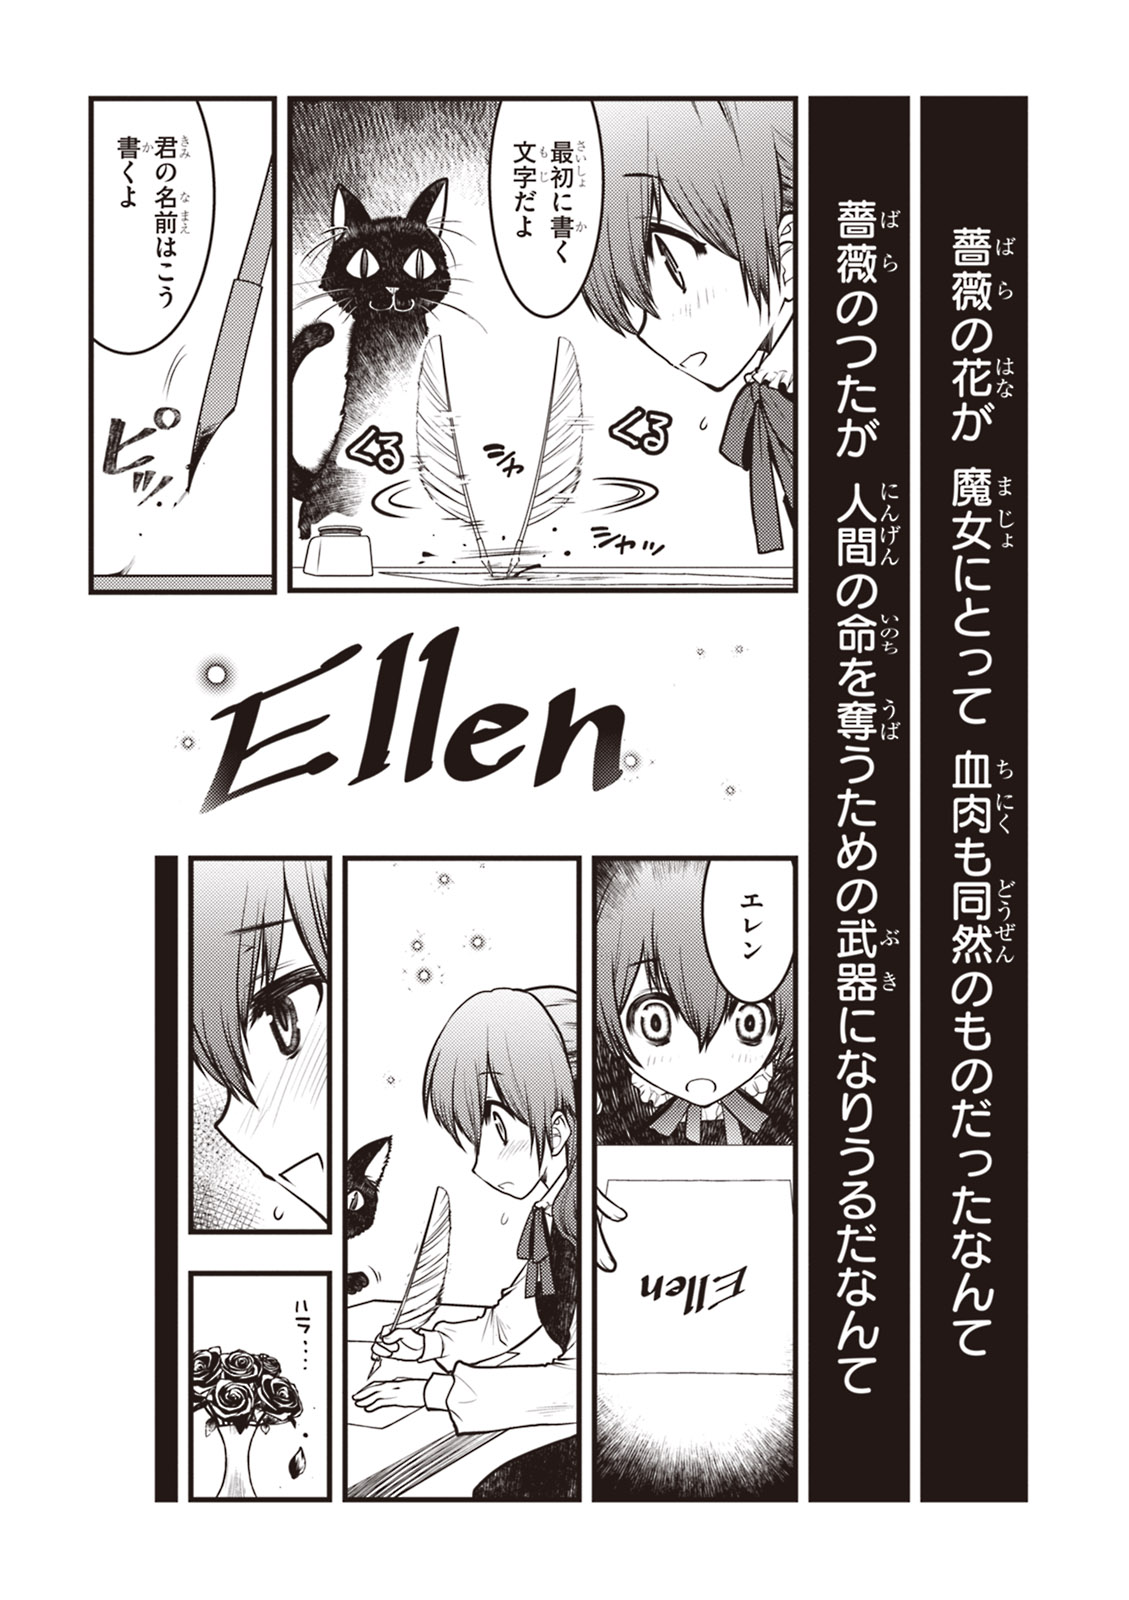 薔薇の花が 魔女にとって 血肉も同然のものだったなんて
薔薇のつたが 人間の命を奪うための武器になりうるだなんて
最初に書く
文字だよ
くる
くる
シャ
シャッ
君の名前はこう
書くよ
ピッ
Ellen
エレン
Ellen
ハラ・・・・